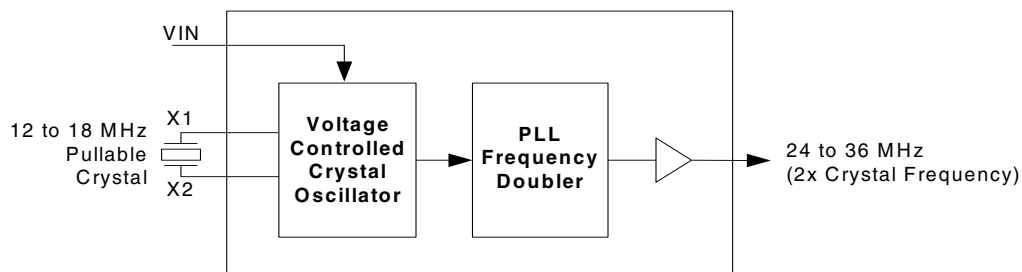 VIN
X1
12 to 18 MHz
Pullable
Crystal
X2
Voltage
Controlled
Crystal
Oscillator
PLL
Frequency
Doubler
24 to 36 MHz
(2x Crystal Frequency)